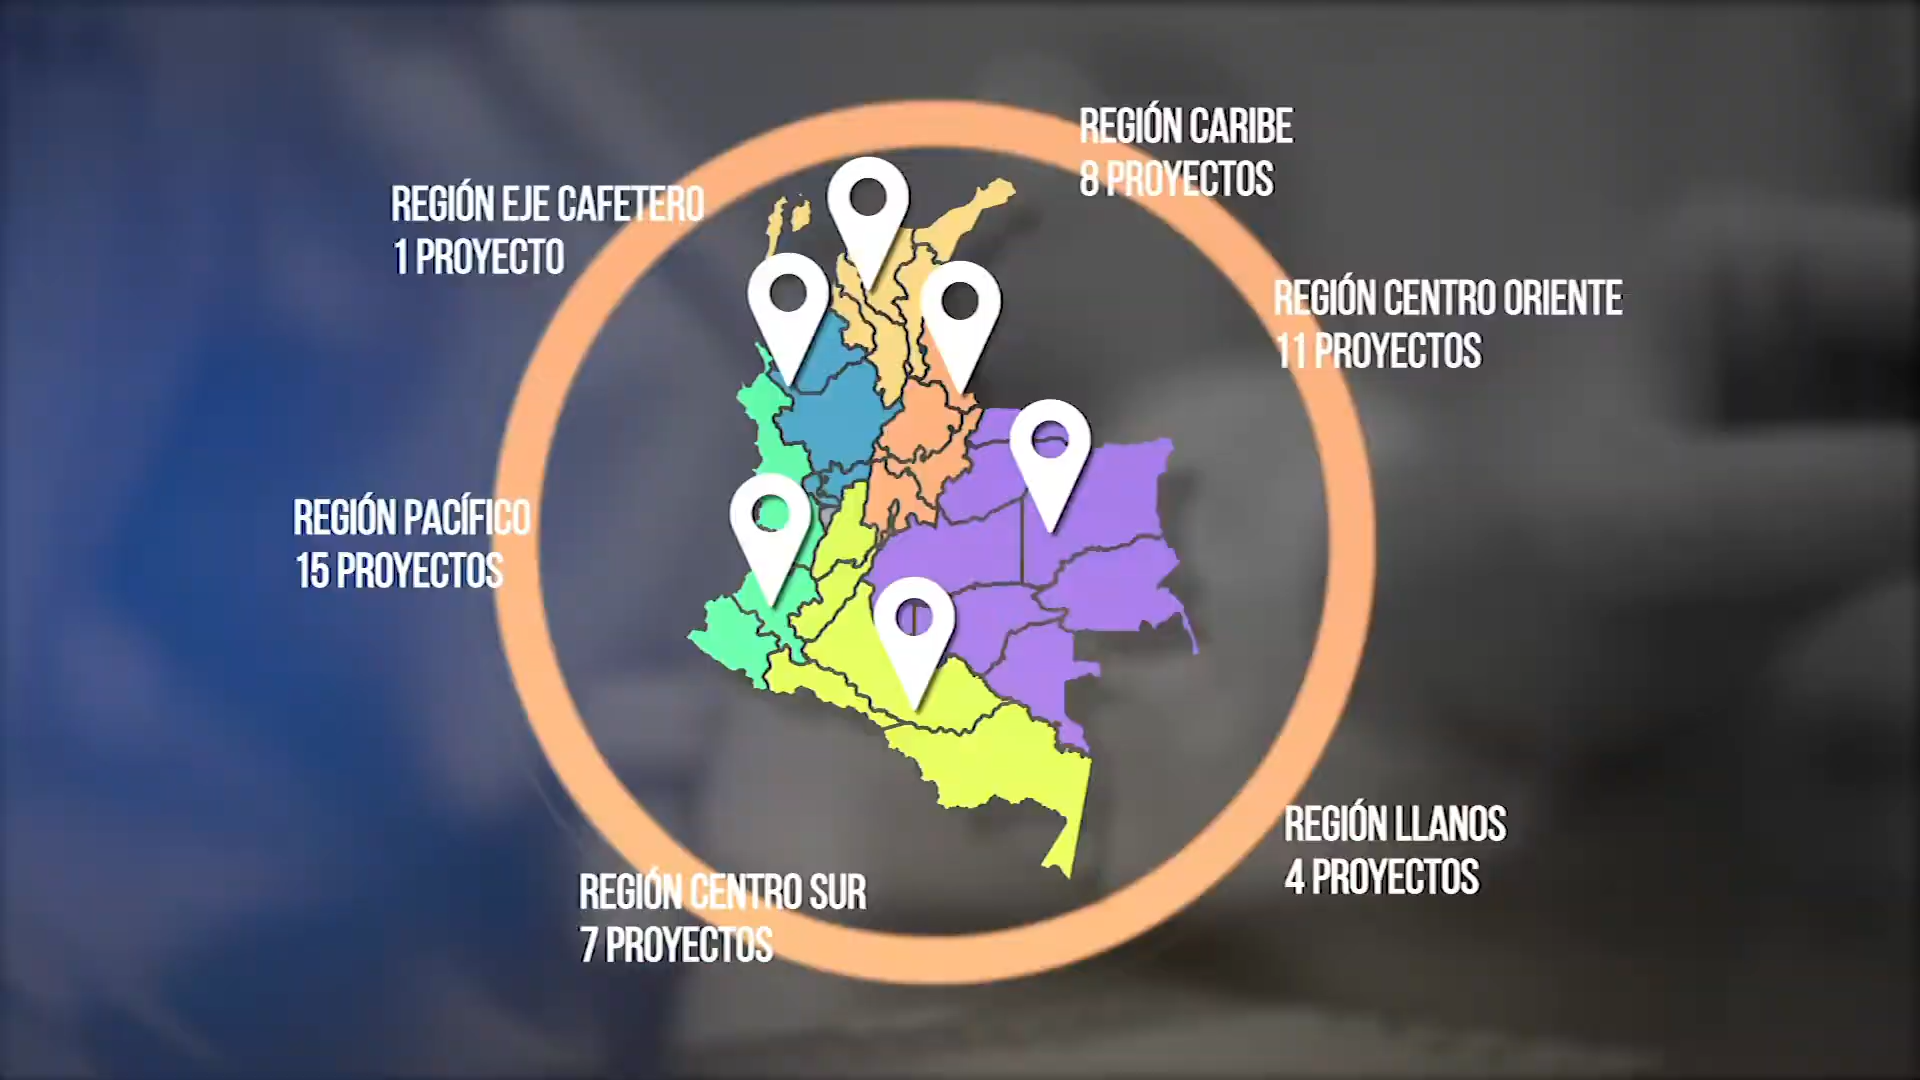 REGIÓN CARIBE
8 PROYECTOS
REGIÓN EJE CAFETERO
1 PROYECTO
REGIÓN CENTRO ORIENTE
11 PROYECTOS
REGIÓN PACÍFICO
15 PROYECTOS
REGIÓN LLANOS
4 PROYECTOS
REGIÓN CENTRO SUR
7 PROYECTOS